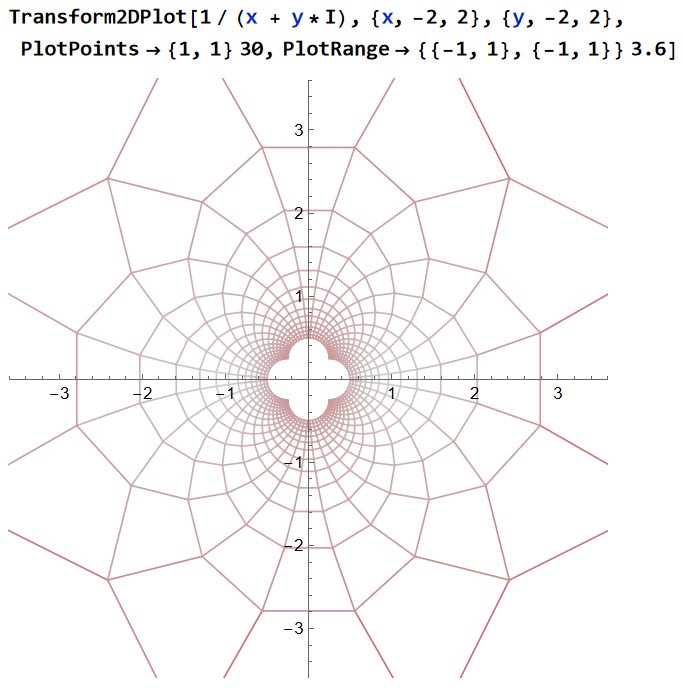 Transform2DPlot[1 / (x + y * I), {x, -2, 2}, {y, -2, 2},
PlotPoints → {1, 1} 30, PlotRange → {{-1, 1}, {-1, 1}} 3.6]
3
2
1
−3 −2 −1 1 2 3
−1
−2
−3